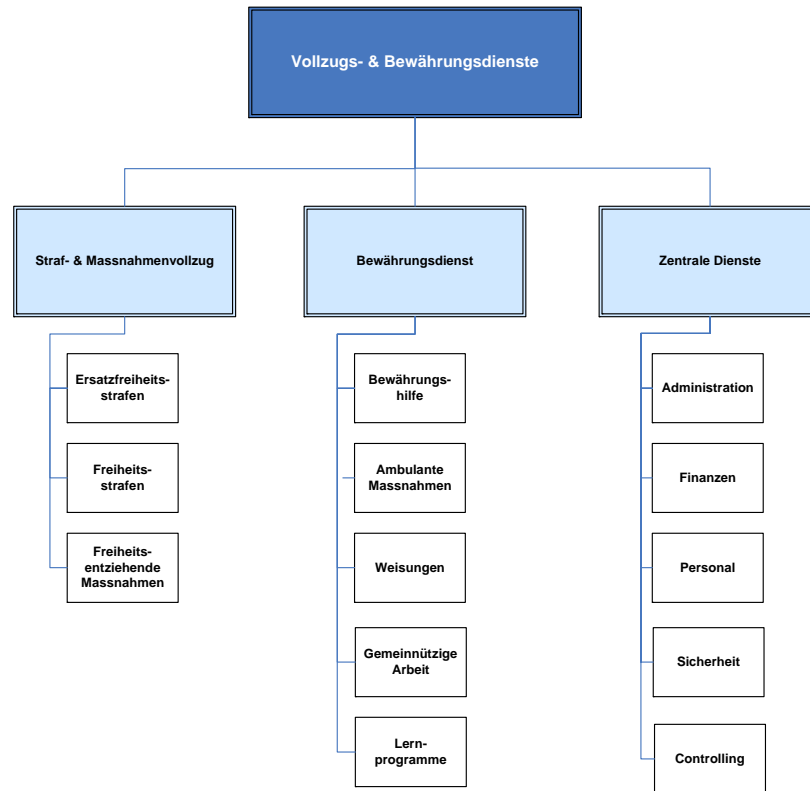 Vollzugs- & Bewährungsdienste
Straf- & Massnahmenvollzug
Bewährungsdienst
Zentrale Dienste
Ersatzfreiheits-
strafen
Freiheits-
strafen
Freiheits-
entziehende
Massnahmen
Bewährungs-
hilfe
Ambulante
Massnahmen
Weisungen
Gemeinnützige
Arbeit
Lern-
programme
Administration
Finanzen
Personal
Sicherheit
Controlling